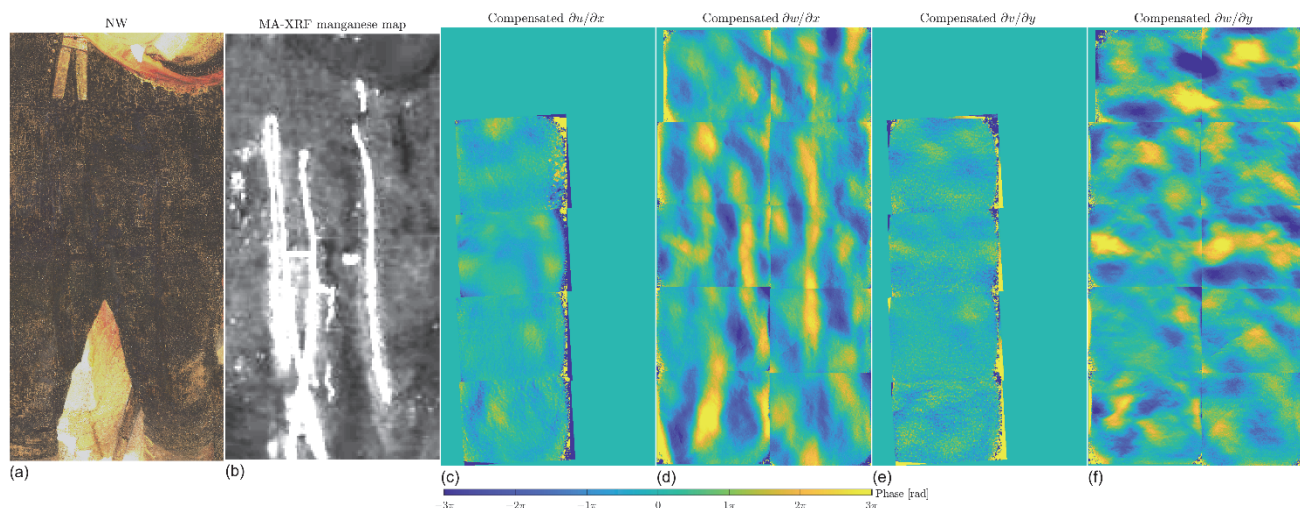 NW
MA-XRF manganese map
Compensated ∂u/∂x
Compensated ∂w/∂x
Compensated ∂v/∂y
Compensated ∂w/∂y
(a)
(b)
(c)
(d)
(e)
(f)
Phase [rad]
−3π −2π −1π 0 1π 2π 3π